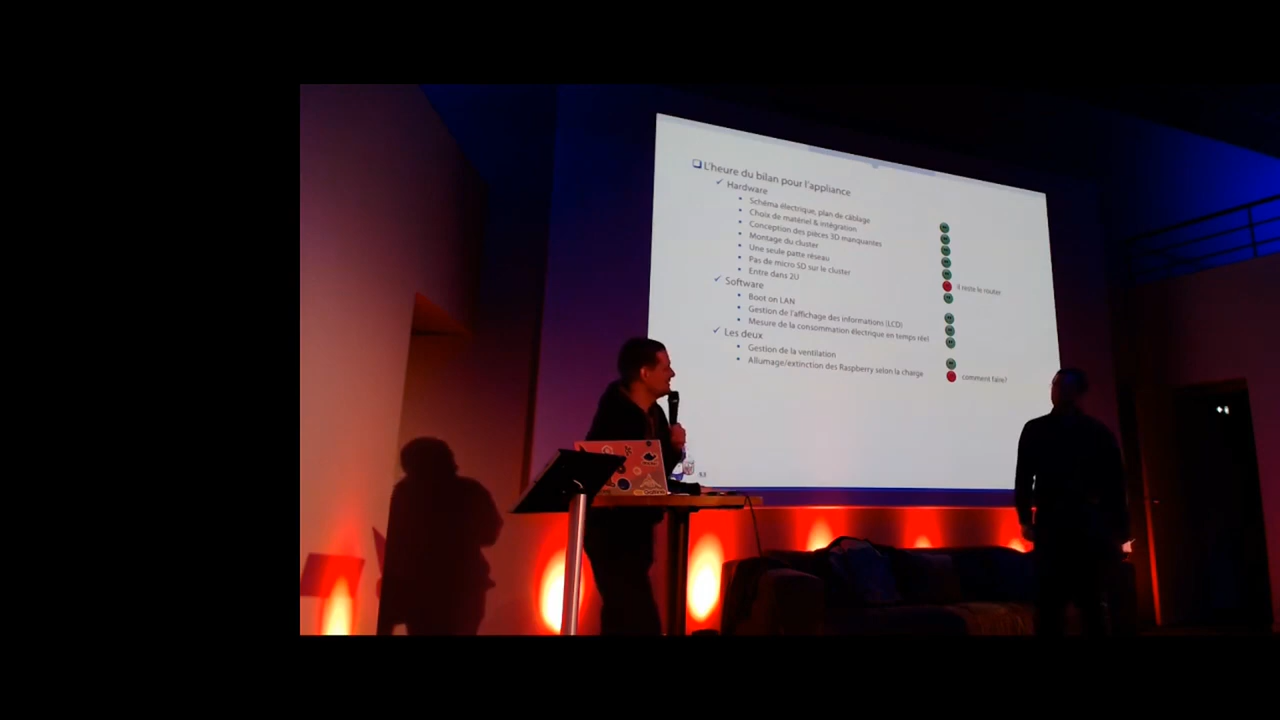 L'heure du bilan pour l'appliance
Hardware
Schéma électrique, plan de câblage
Choix de matériel & intégration
Conception des pièces 3D manquantes
Montage du cluster
Une seule patte réseau
Pas de micro SD sur le cluster
il reste le router
Entre dans 2U
Software
Boot on LAN
Gestion de l'affichage des informations (LCD)
Mesure de la consommation électrique en temps réel
Les deux
Gestion de la ventilation
Allumage/extinction des Raspberry selon la charge
comment faire?
53